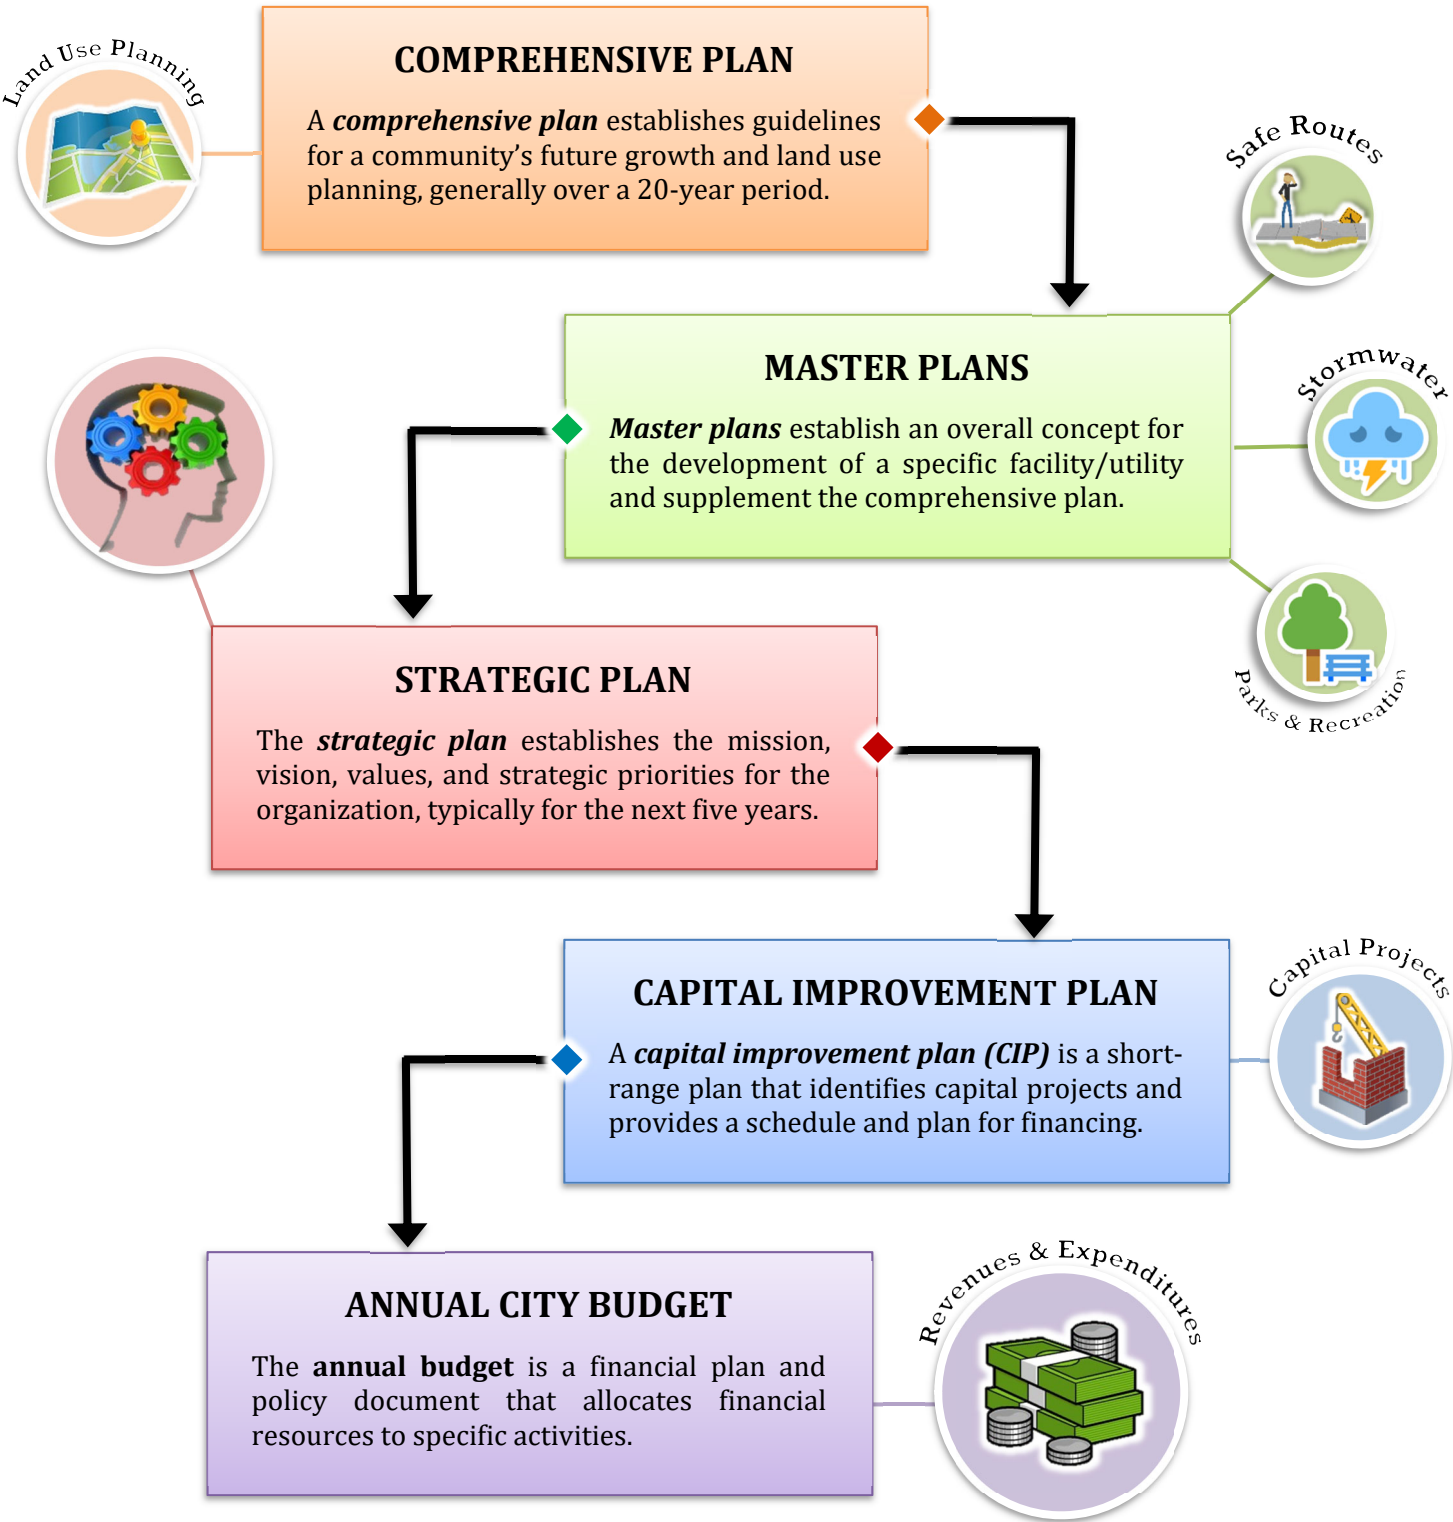 Land Use Planning
COMPREHENSIVE PLAN
A comprehensive plan establishes guidelines
for a community's future growth and land use
planning, generally over a 20-year period.
Safe Routes
MASTER PLANS
Master plans establish an overall concept for
the development of a specific facility/utility
and supplement the comprehensive plan.
Stormwater
Parks & Recreation
STRATEGIC PLAN
The strategic plan establishes the mission,
vision, values, and strategic priorities for the
organization, typically for the next five years.
CAPITAL IMPROVEMENT PLAN
A capital improvement plan (CIP) is a short-
range plan that identifies capital projects and
provides a schedule and plan for financing.
Capital Projects
ANNUAL CITY BUDGET
The annual budget is a financial plan and
policy document that allocates financial
resources to specific activities.
Revenues & Expenditures